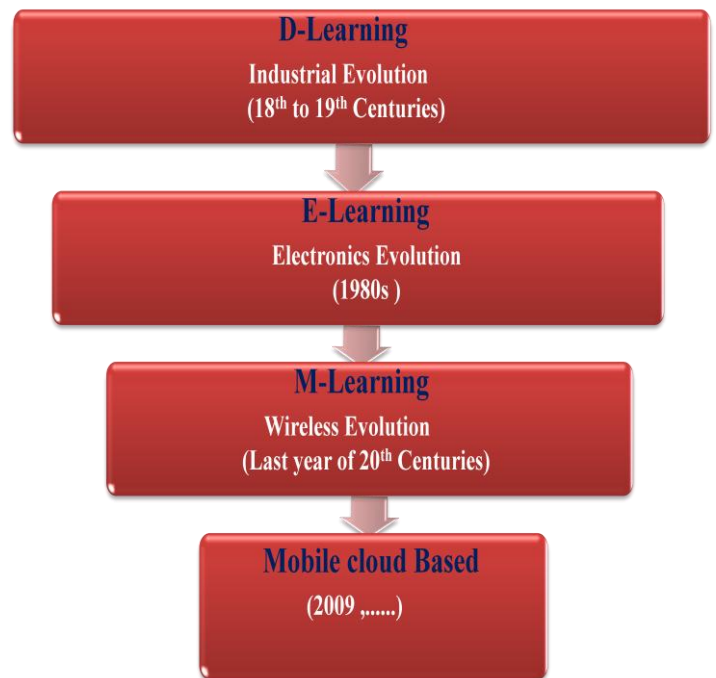 D-Learning
Industrial Evolution
(18th to 19th Centuries)
E-Learning
Electronics Evolution
(1980s )
M-Learning
Wireless Evolution
(Last year of 20th Centuries)
Mobile cloud Based
(2009 ,......)